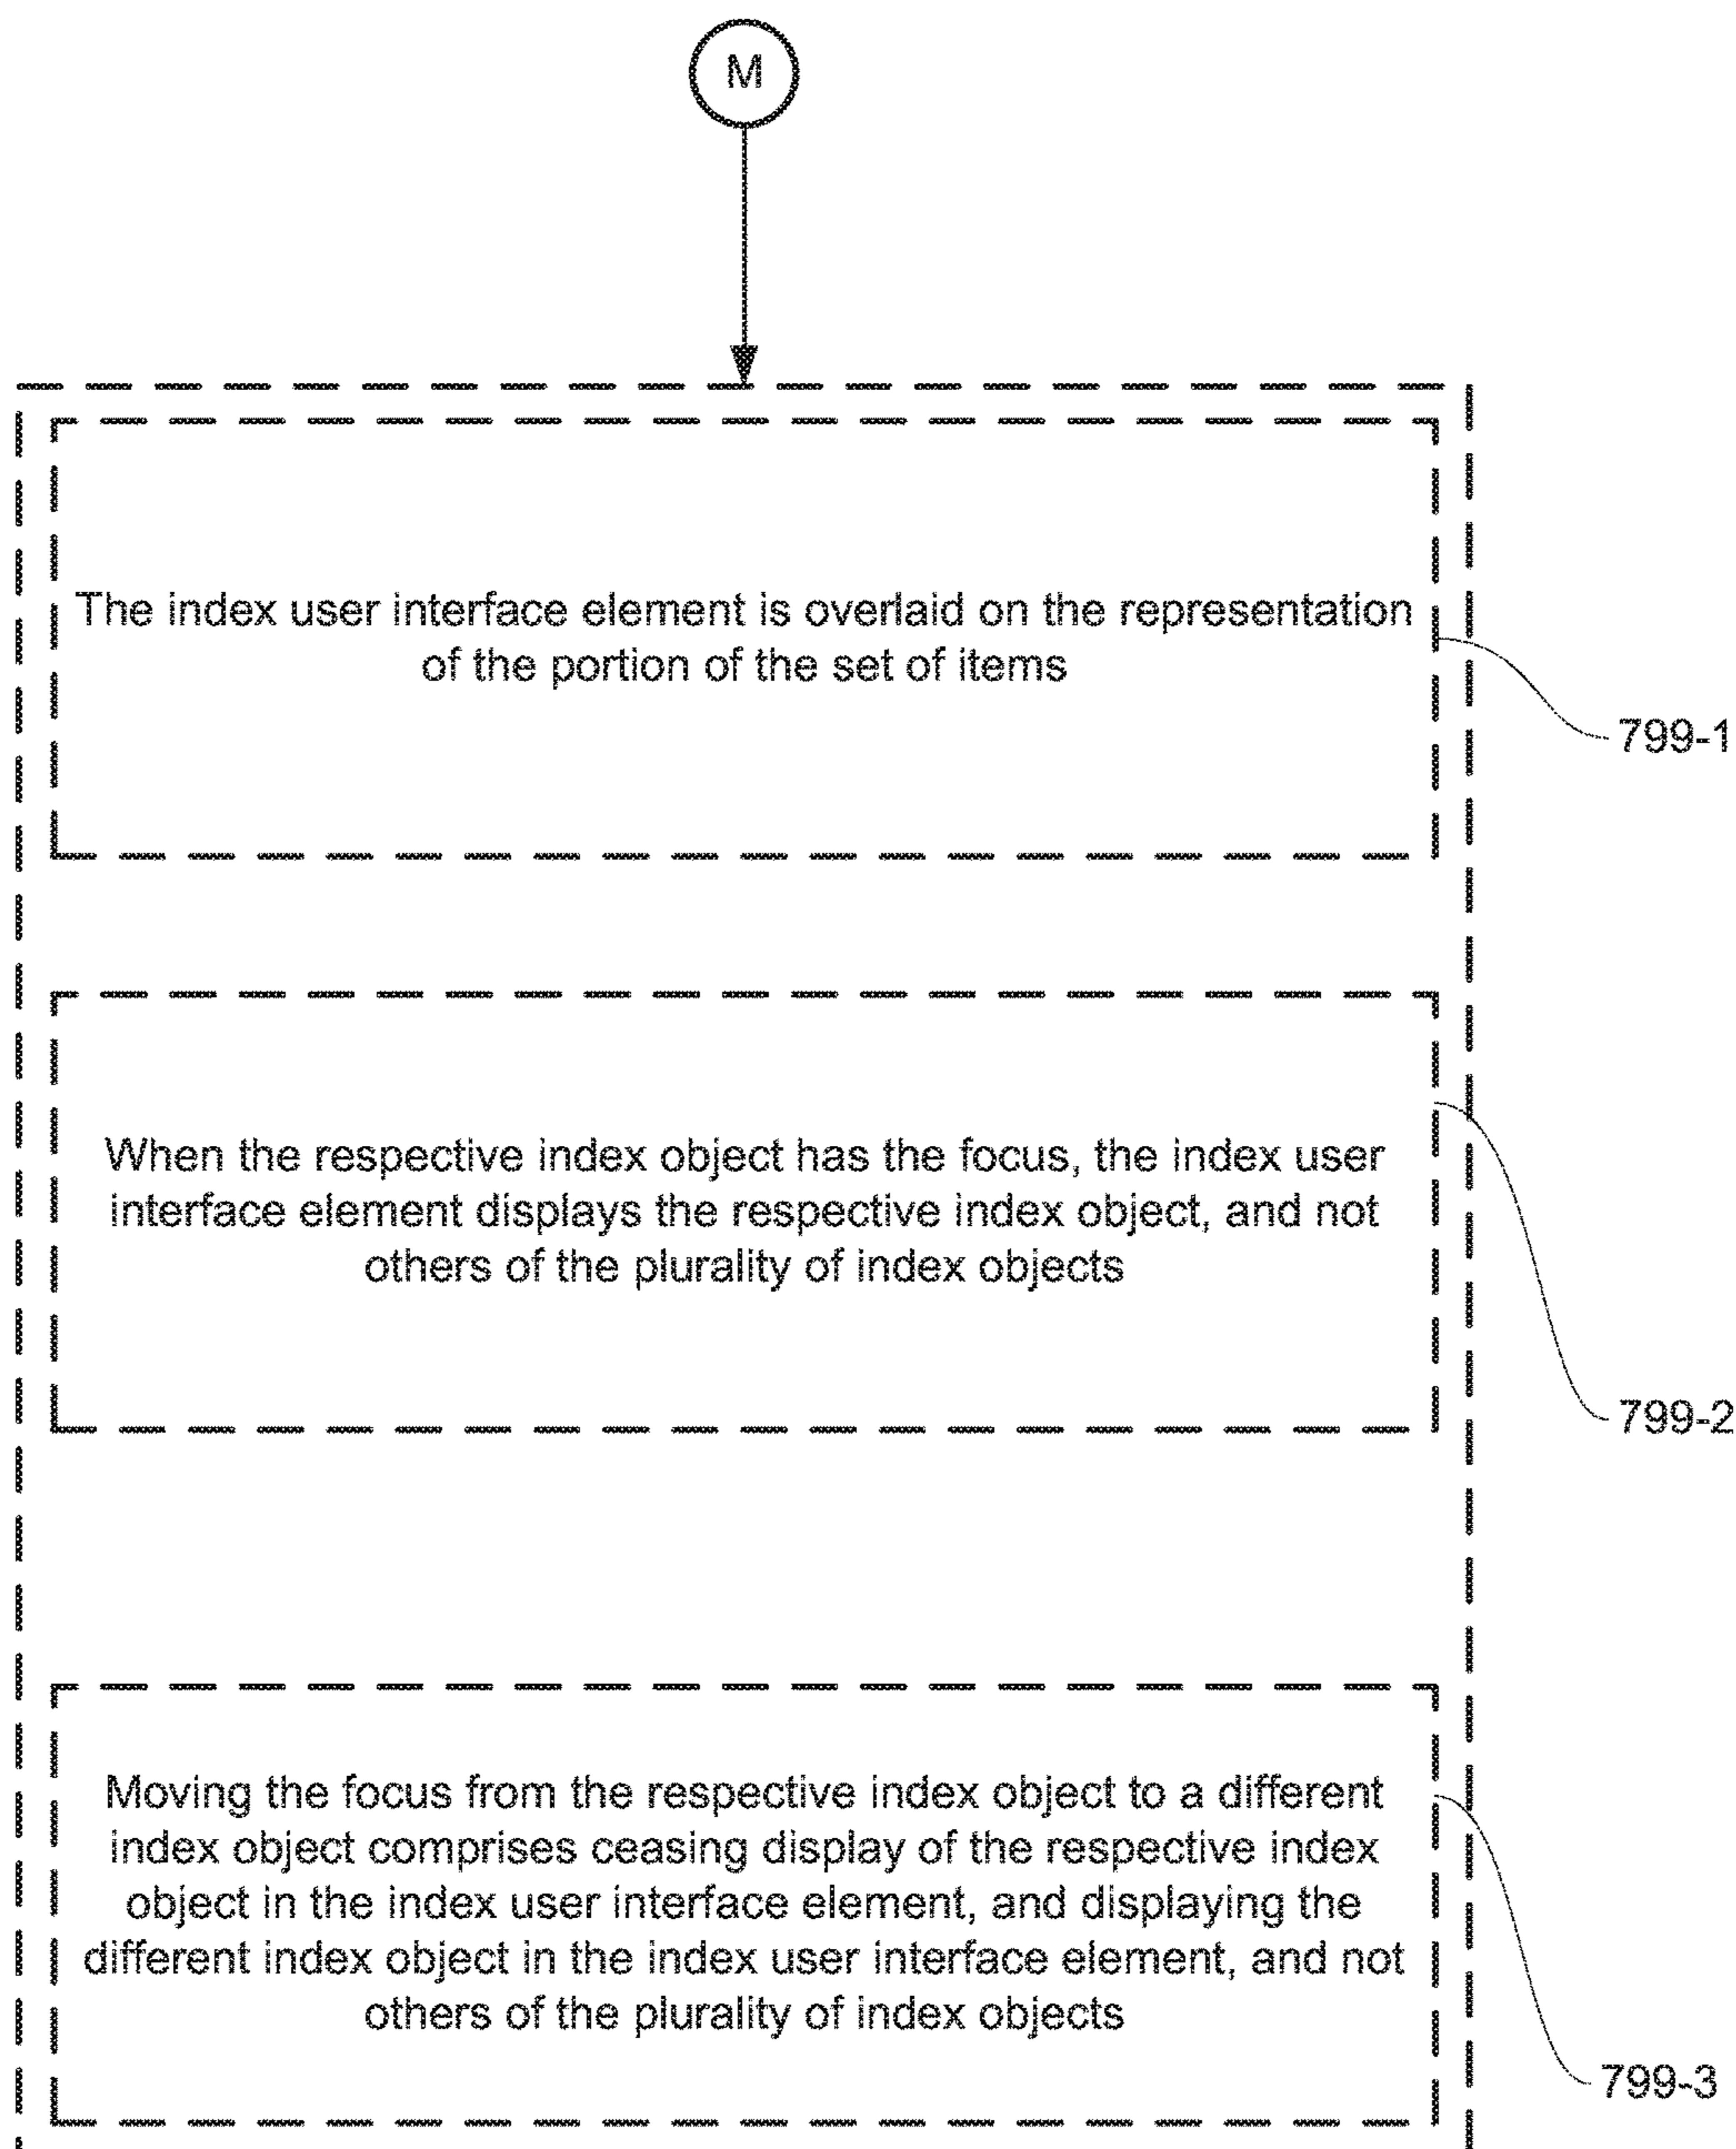 M
The index user interface element is overlaid on the representation
of the portion of the set of items
799-1
When the respective index object has the focus, the index user
interface element displays the respective index object, and not
others of the plurality of index objects
799-2
Moving the focus from the respective index object to a different
index object comprises ceasing display of the respective index
object in the index user interface element, and displaying the
different index object in the index user interface element, and not
others of the plurality of index objects
799-3